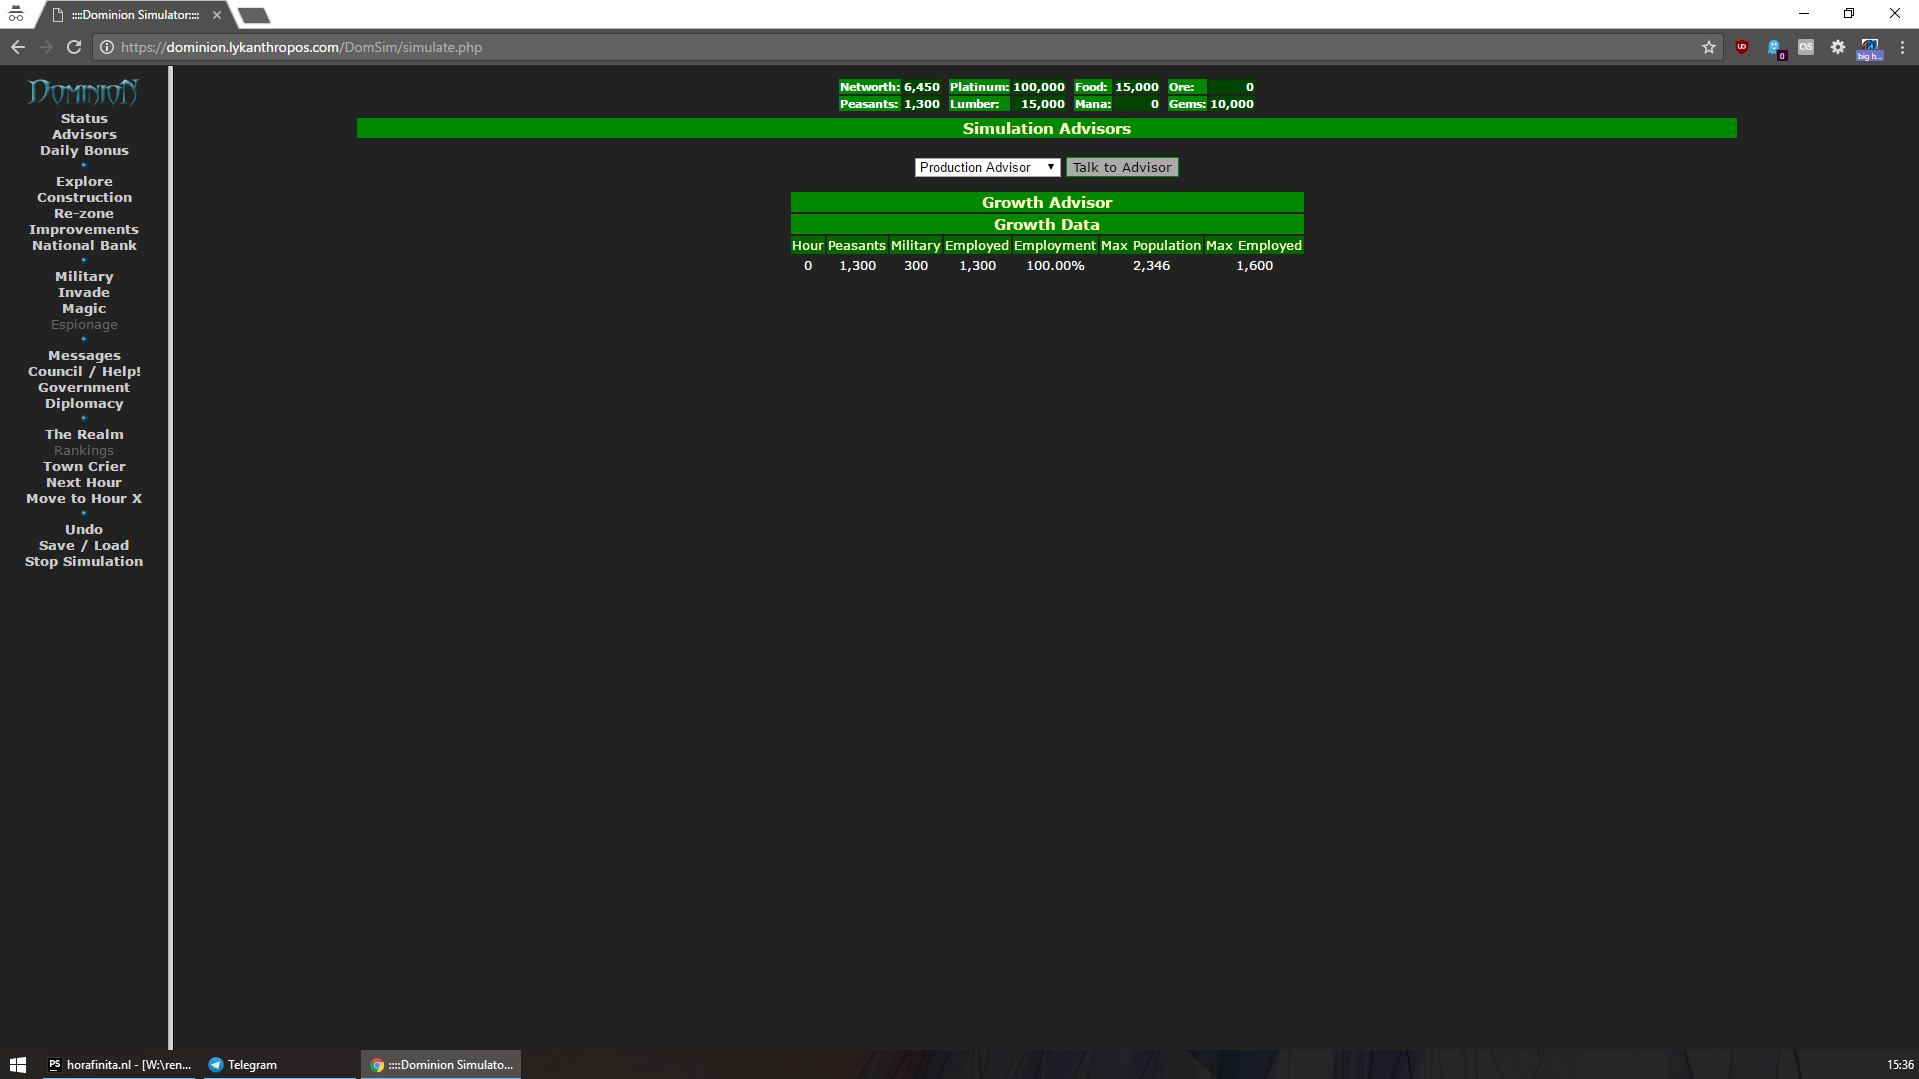 ::::Dominion Simulator::::
https://dominion.lykanthropos.com/DomSim/simulate.php
UD
0
OS
big h...
DOMINION
Status
Advisors
Daily Bonus
Explore
Construction
Re-zone
Improvements
National Bank
Military
Invade
Magic
Espionage
Messages
Council / Help!
Government
Diplomacy
The Realm
Rankings
Town Crier
Next Hour
Move to Hour X
Undo
Save / Load
Stop Simulation
Networth: 6,450 Platinum: 100,000 Food: 15,000 Ore: 0
Peasants: 1,300 Lumber: 15,000 Mana: 0 Gems: 10,000
Simulation Advisors
Production Advisor Talk to Advisor
Growth Advisor
Growth Data
Hour Peasants Military Employed Employment Max Population Max Employed
0 1,300 300 1,300 100.00% 2,346 1,600
PS horafinita.nl - [W:\ren... Telegram ::::Dominion Simulato... 15:36